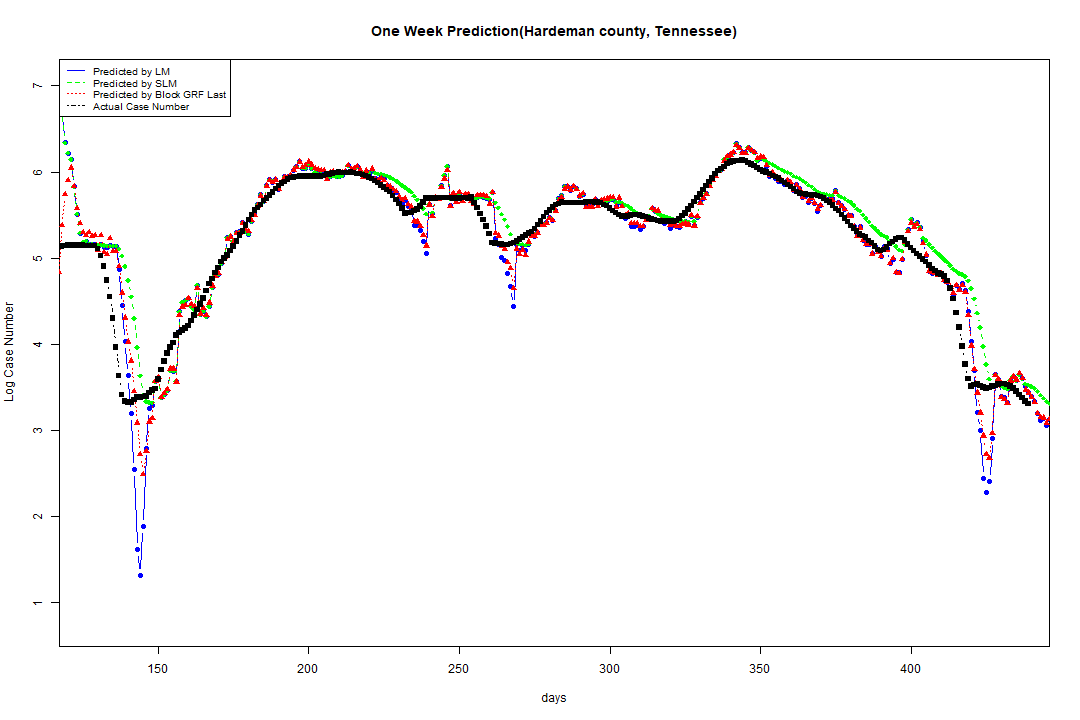 One Week Prediction(Hardeman county, Tennessee)
Predicted by LM
Predicted by SLM
Predicted by Block GRF Last
Actual Case Number
7
6
5
4
3
2
1
Log Case Number
150 200 250 300 350 400
days